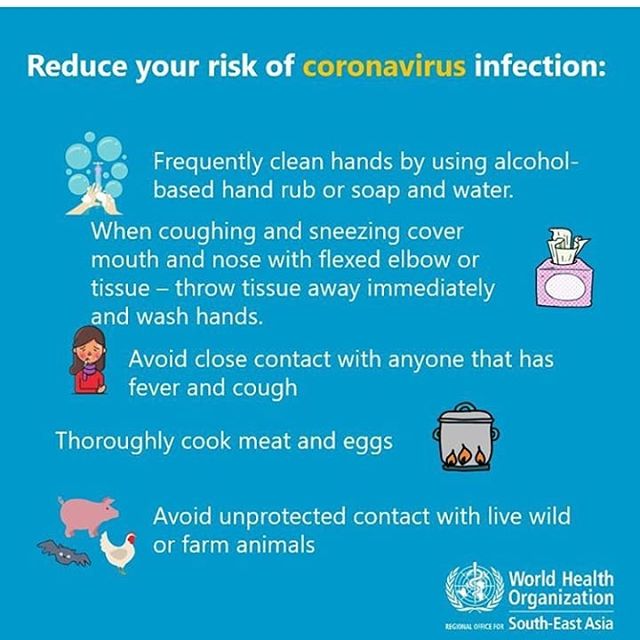 Reduce your risk of coronavirus infection:
Frequently clean hands by using alcohol-
based hand rub or soap and water.
When coughing and sneezing cover
mouth and nose with flexed elbow or
tissue – throw tissue away immediately
and wash hands.
Avoid close contact with anyone that has
fever and cough
Thoroughly cook meat and eggs
Avoid unprotected contact with live wild
or farm animals
World Health
Organization
REGIONAL OFFICE FOR South-East Asia